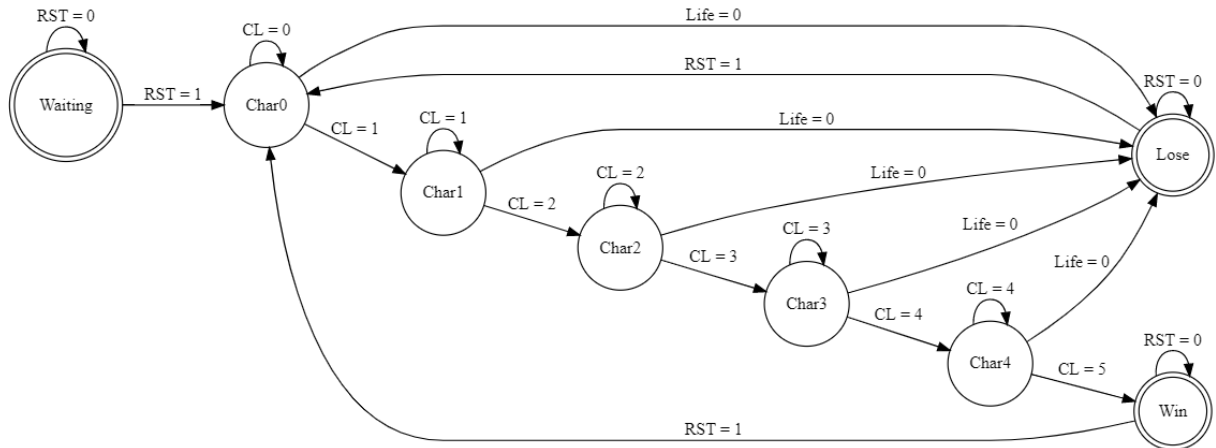 RST = 0
Waiting
RST = 1
CL = 0
Char0
Life = 0
RST = 1
RST = 0
Lose
CL = 1
CL = 1
Char1
Life = 0
CL = 2
CL = 2
Char2
Life = 0
CL = 3
CL = 3
Char3
Life = 0
CL = 4
CL = 4
Char4
Life = 0
CL = 5
RST = 0
Win
RST = 1